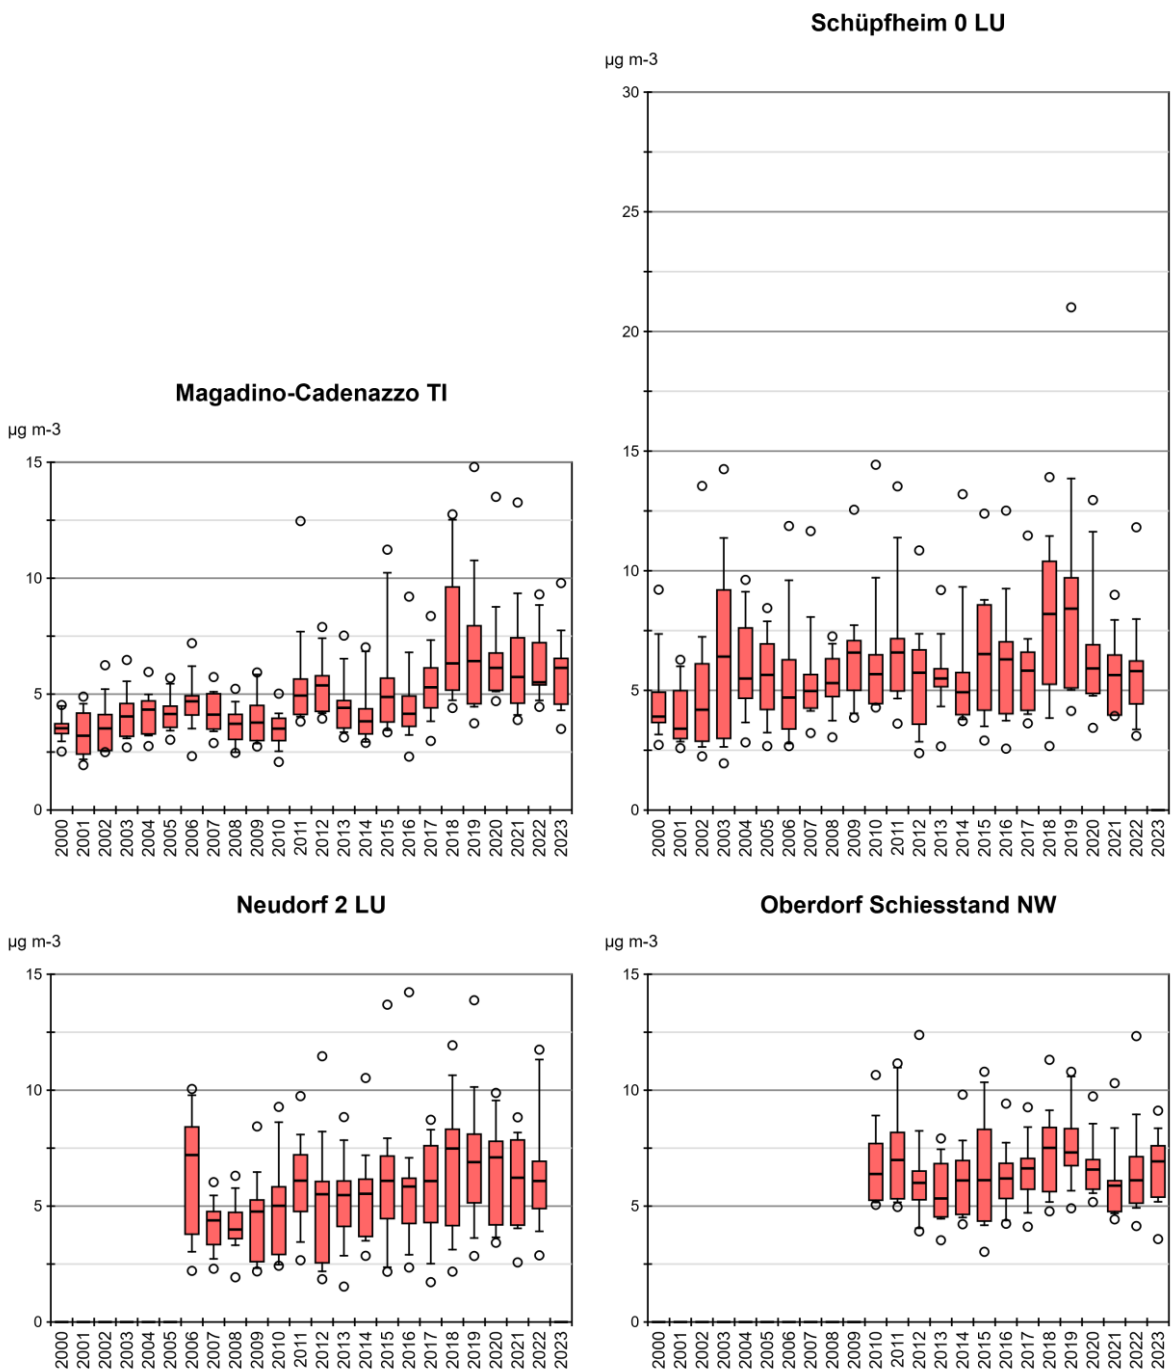 Schüpfheim 0 LU
µg m-3
30
25
20
15
10
5
0
2000 2001 2002 2003 2004 2005 2006 2007 2008 2009 2010 2011 2012 2013 2014 2015 2016 2017 2018 2019 2020 2021 2022 2023
Magadino-Cadenazzo TI
µg m-3
15
10
5
0
2000 2001 2002 2003 2004 2005 2006 2007 2008 2009 2010 2011 2012 2013 2014 2015 2016 2017 2018 2019 2020 2021 2022 2023
Neudorf 2 LU
µg m-3
15
10
5
0
2000 2001 2002 2003 2004 2005 2006 2007 2008 2009 2010 2011 2012 2013 2014 2015 2016 2017 2018 2019 2020 2021 2022 2023
Oberdorf Schiesstand NW
µg m-3
15
10
5
0
2000 2001 2002 2003 2004 2005 2006 2007 2008 2009 2010 2011 2012 2013 2014 2015 2016 2017 2018 2019 2020 2021 2022 2023